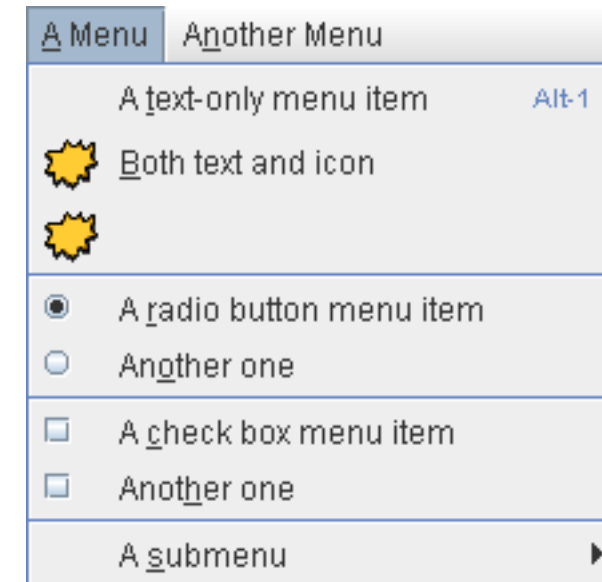 A Menu Another Menu
A text-only menu item Alt-1
Both text and icon
A radio button menu item
Another one
A check box menu item
Another one
A submenu